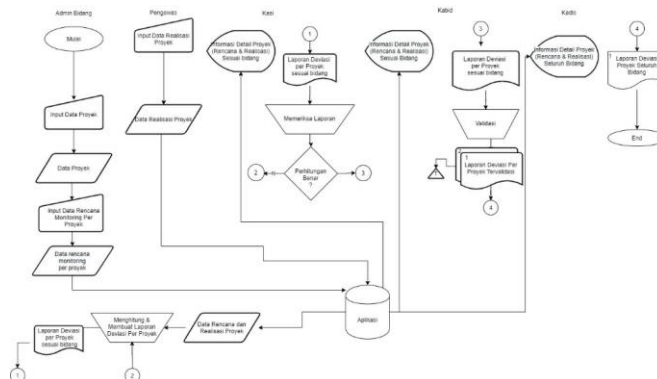 Admin Bidang
Pengawas
Kasi
Kabid
Kadis
Mulai
Input Data Proyek
Data Proyek
Input Data Rencana
Monitoring Per
Proyek
Data rencana
monitoring
per proyek
Input Data Realisasi
Proyek
Data Realisasi Proyek
Informasi Detail Proyek
(Rencana & Realisasi)
Sesuai bidang
1
Laporan Deviasi
per Proyek
sesuai bidang
Memeriksa Laporan
Perhitungan
Benar
?
2
3
Informasi Detail Proyek
(Rencana & Realisasi)
Sesuai Bidang
3
Laporan Deviasi
per Proyek
sesuai bidang
Validasi
1
Laporan Deviasi Per
Proyek Tervalidasi
4
Informasi Detail Proyek
(Rencana & Realisasi)
Seluruh Bidang
4
1
Laporan Deviasi
Proyek Seluruh
Bidang
End
Aplikasi
Data Rencana dan
Realisasi Proyek
Menghitung &
Membuat Laporan
Deviasi Per Proyek
Laporan Deviasi
per Proyek
sesuai bidang
1
2